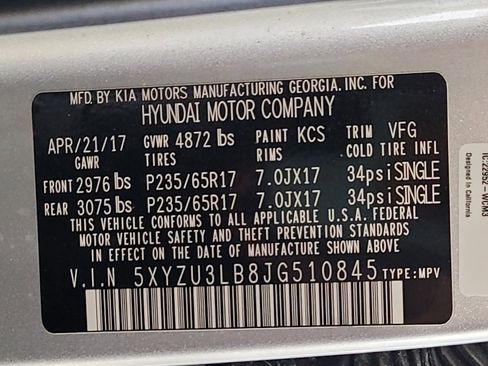 MFD. BY KIA MOTORS MANUFACTURING GEORGIA. INC. FOR
HYUNDAI MOTOR COMPANY
APR/21/17 GVWR 4872 lbs PAINT KCS TRIM VFG
GAWR TIRES RIMS COLD TIRE INFL
FRONT 2976 lbs P235/65R17 7.0JX17 34psi SINGLE
REAR 3075 lbs P235/65R17 7.0JX17 34psi SINGLE
THIS VEHICLE CONFORMS TO ALL APPLICABLE U.S.A. FEDERAL
MOTOR VEHICLE SAFETY AND THEFT PREVENTION STANDARDS
IN EFFECT ON THE DATE OF MANUFACTURE SHOWN ABOVE.
V.I.N 5XYZU3LB8JG510845 TYPE:MPV
IC:22952-WCM3
Designed in California